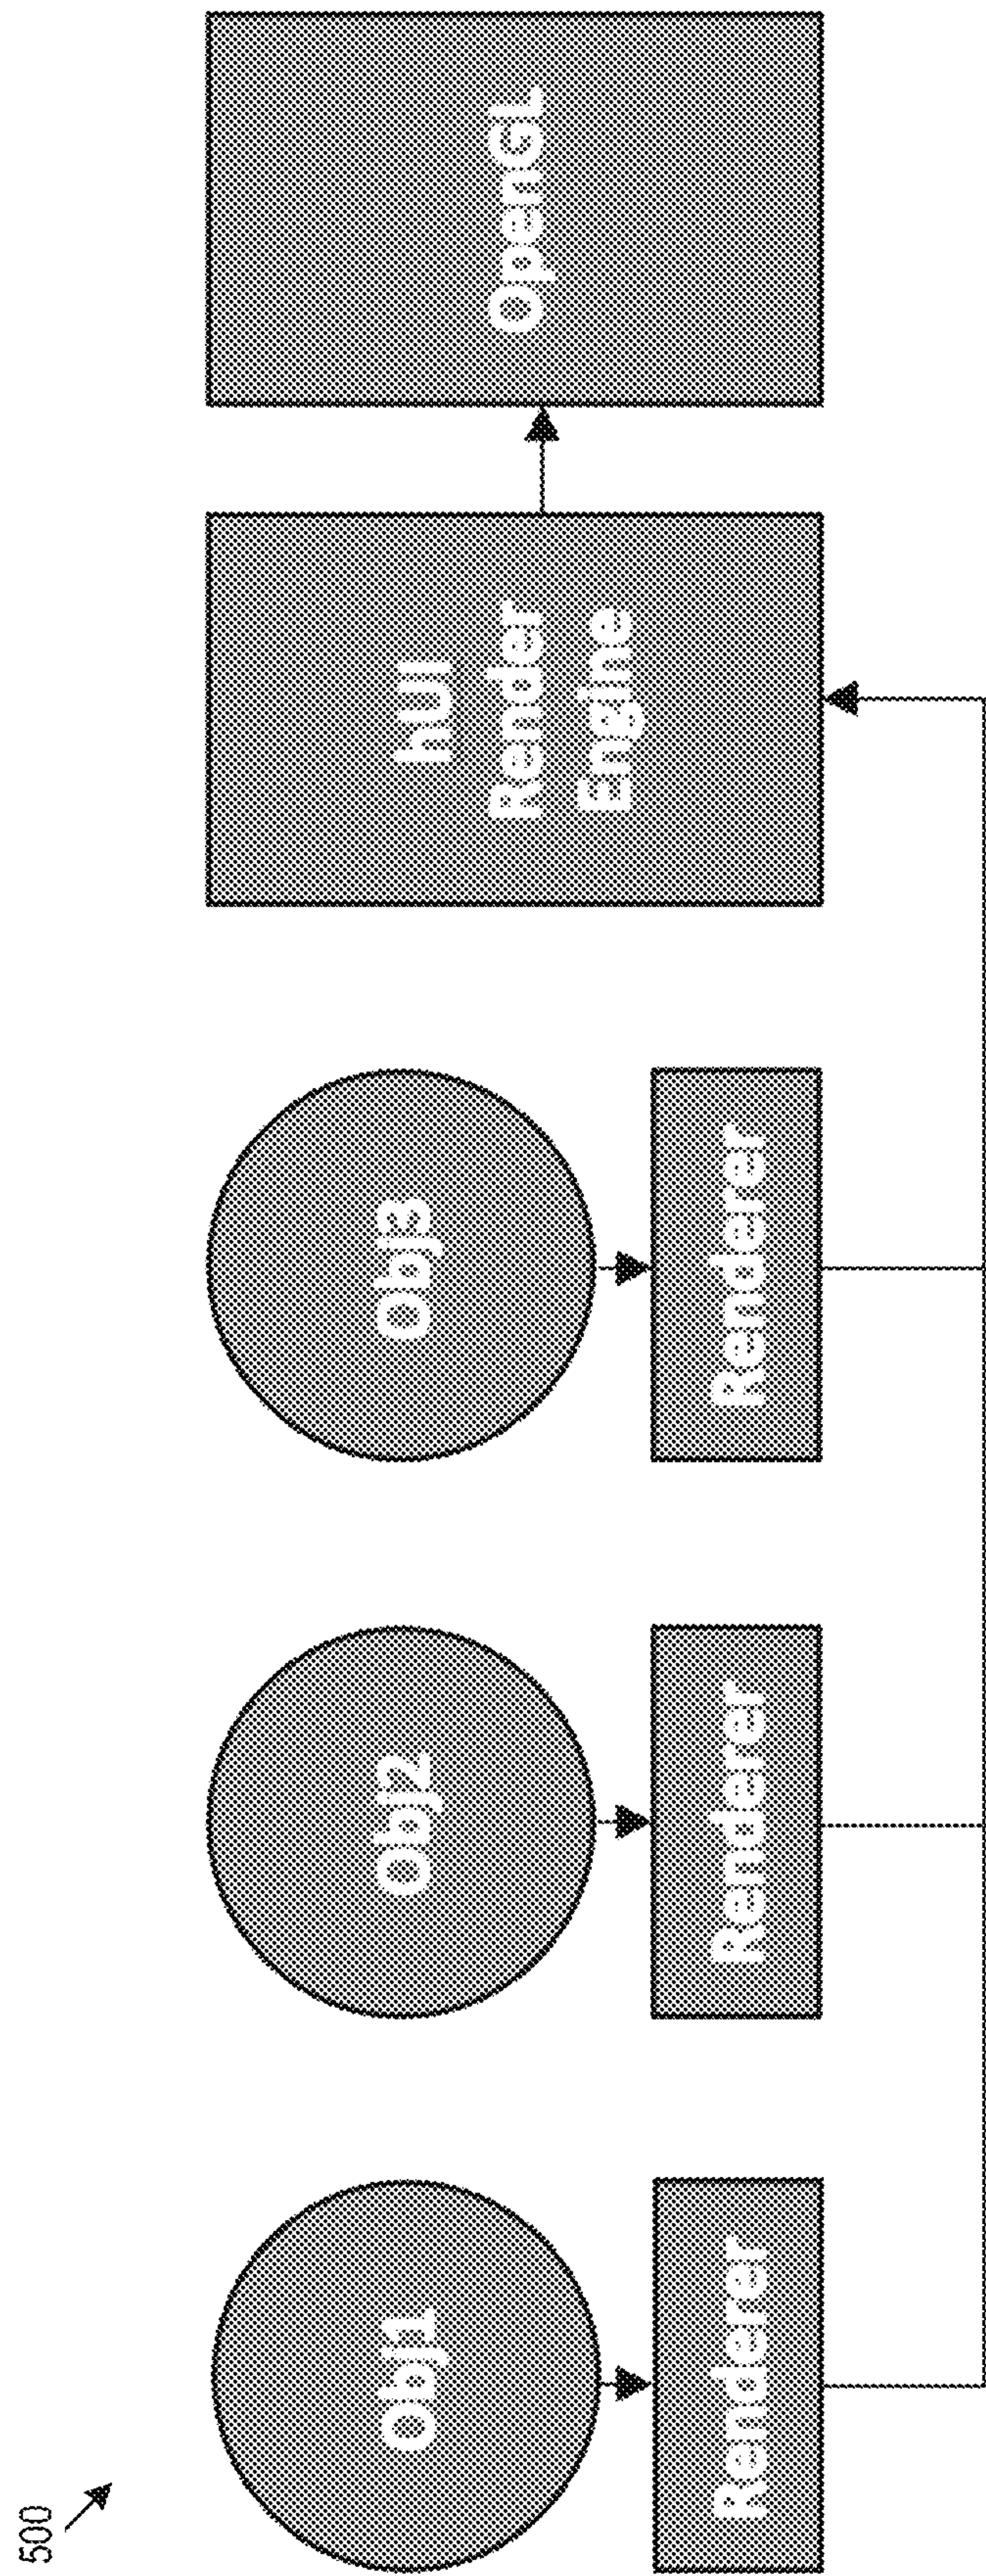 500
Obj1
Obj2
Obj3
hUI
Render
Engine
OpenGL
Renderer
Renderer
Renderer